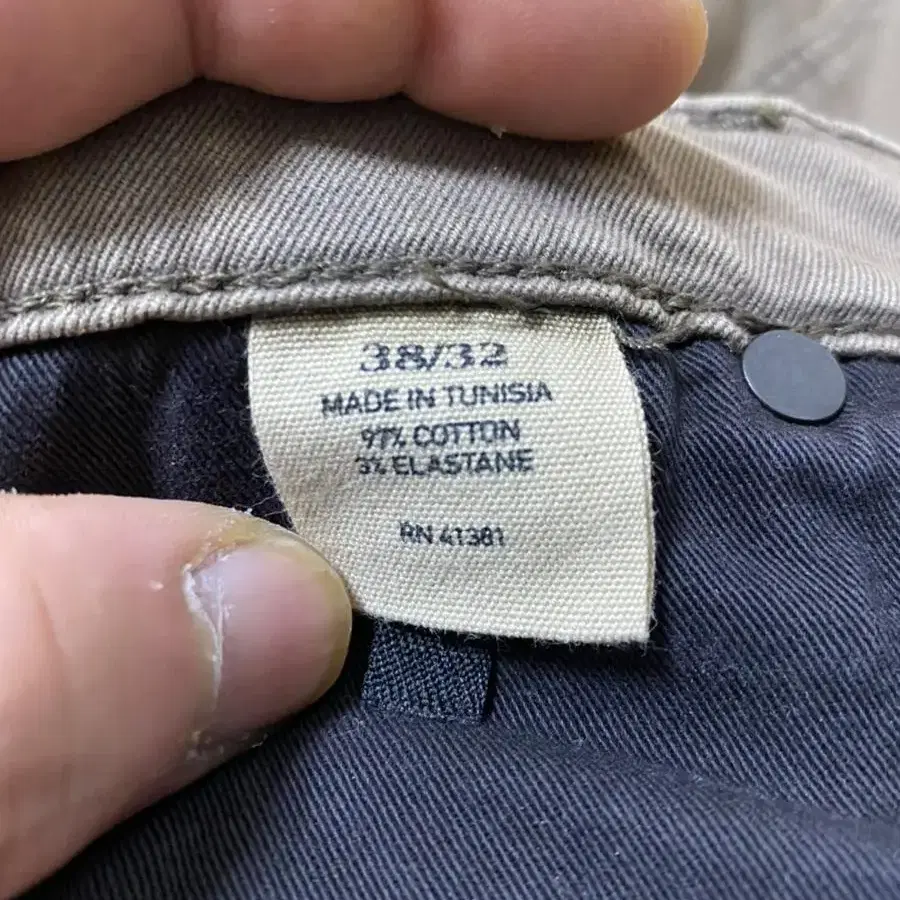 38/32
MADE IN TUNISIA
97% COTTON
3% ELASTANE
RN 41381